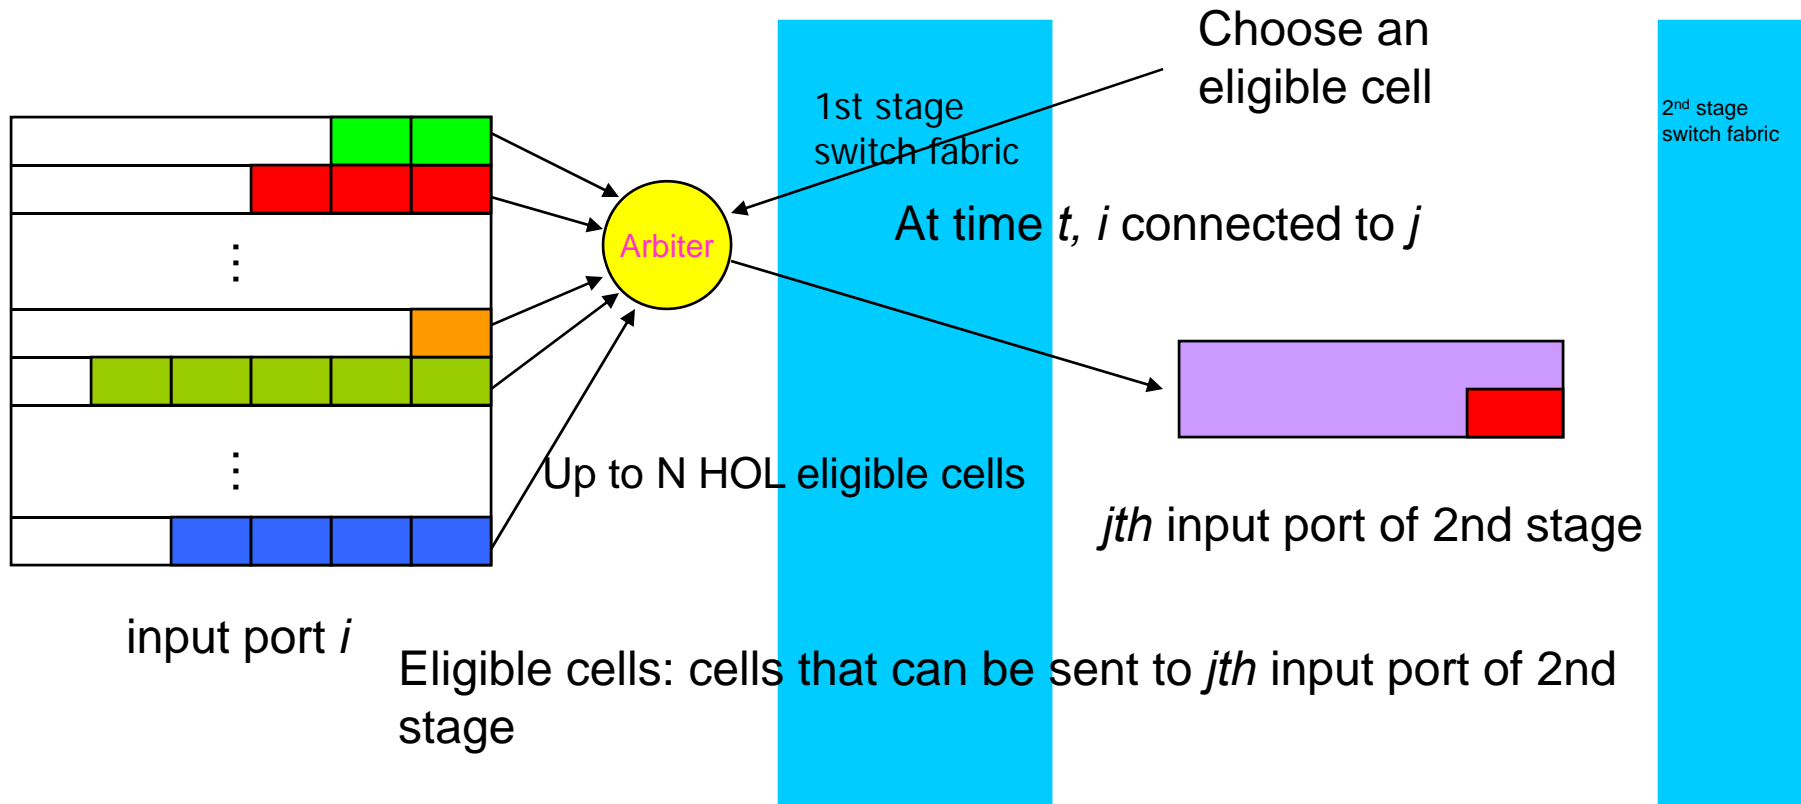 Choose an
eligible cell
1st stage
switch fabric
2nd stage
switch fabric
Arbiter
At time t, i connected to j
Up to N HOL eligible cells
jth input port of 2nd stage
input port i
Eligible cells: cells that can be sent to jth input port of 2nd
stage